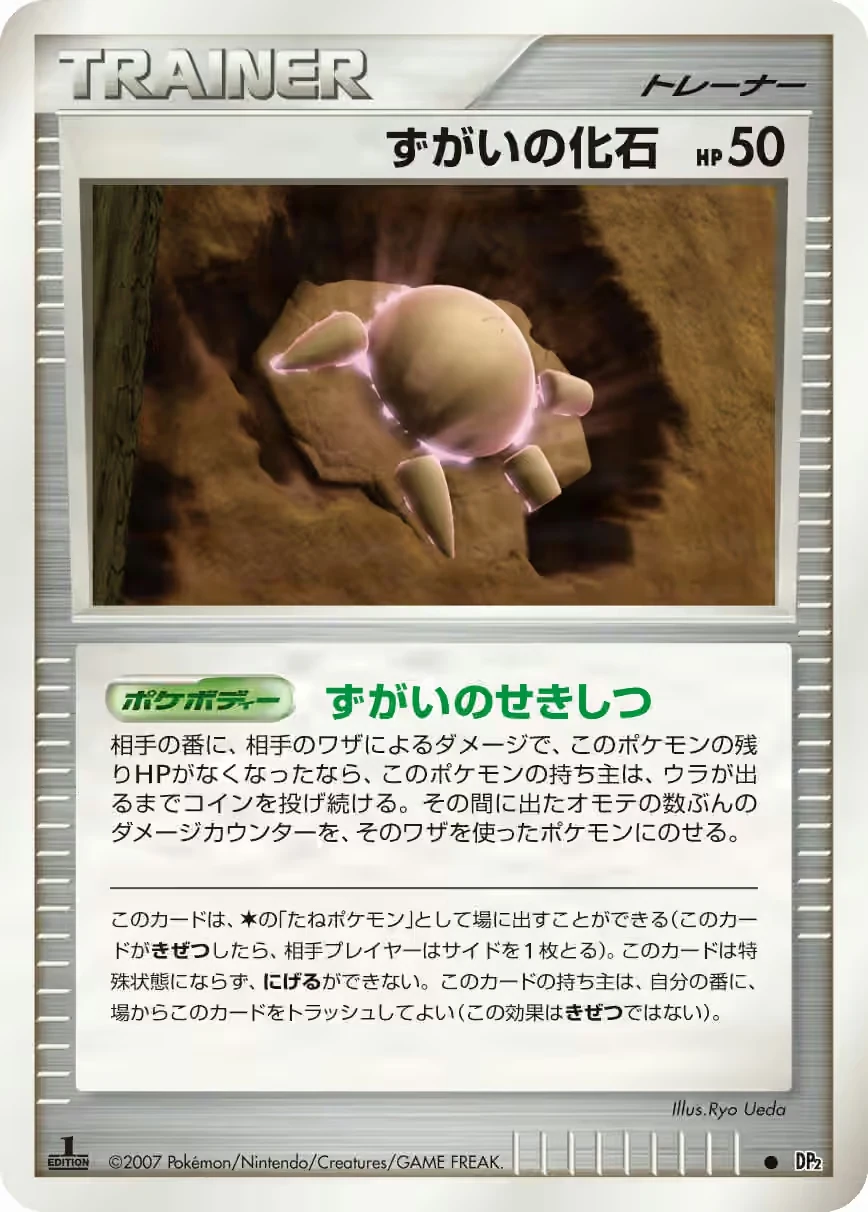 TRAINER
トレーナー
ずがいの化石 HP 50
ポケボディー ずがいのせきしつ
相手の番に、相手のワザによるダメージで、このポケモンの残
りHPがなくなったなら、このポケモンの持ち主は、ウラが出
るまでコインを投げ続ける。その間に出たオモテの数ぶんの
ダメージカウンターを、そのワザを使ったポケモンにのせる。
このカードは、✶の「たねポケモン」として場に出すことができる(このカー
ドがきぜつしたら、相手プレイヤーはサイドを1枚とる)。このカードは特
殊状態にならず、にげるができない。このカードの持ち主は、自分の番に、
場からこのカードをトラッシュしてよい(この効果はきぜつではない)。
Illus.Ryo Ueda
1 EDITION ©2007 Pokémon/Nintendo/Creatures/GAME FREAK. ● DP2